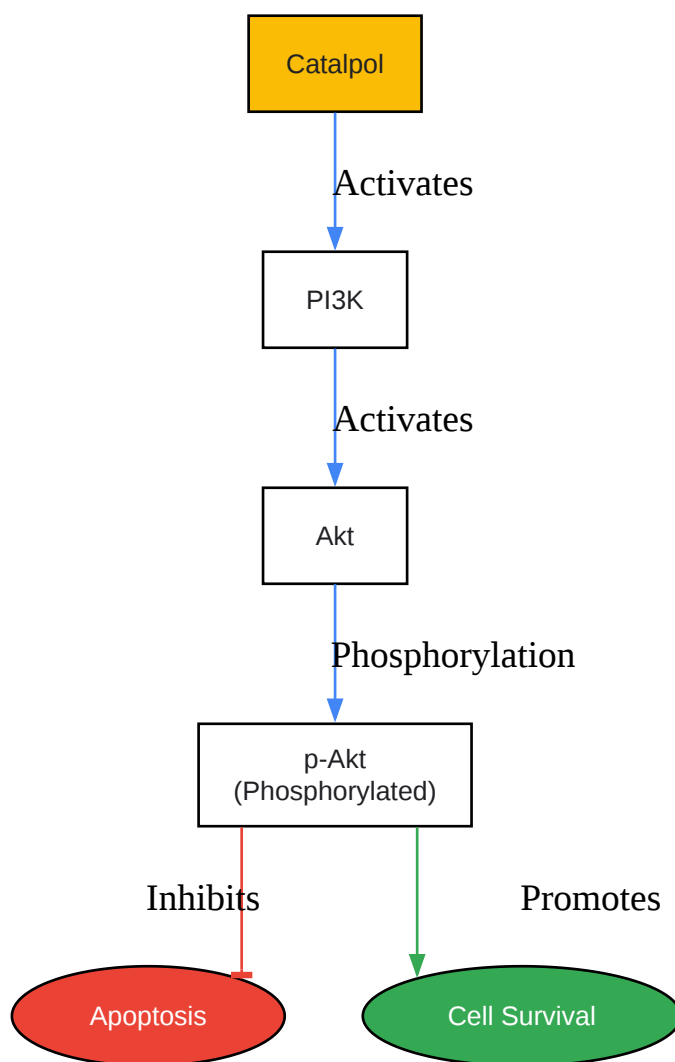 Catalpol
Activates
PI3K
Activates
Akt
Phosphorylation
p-Akt
(Phosphorylated)
Inhibits
Promotes
Apoptosis
Cell Survival